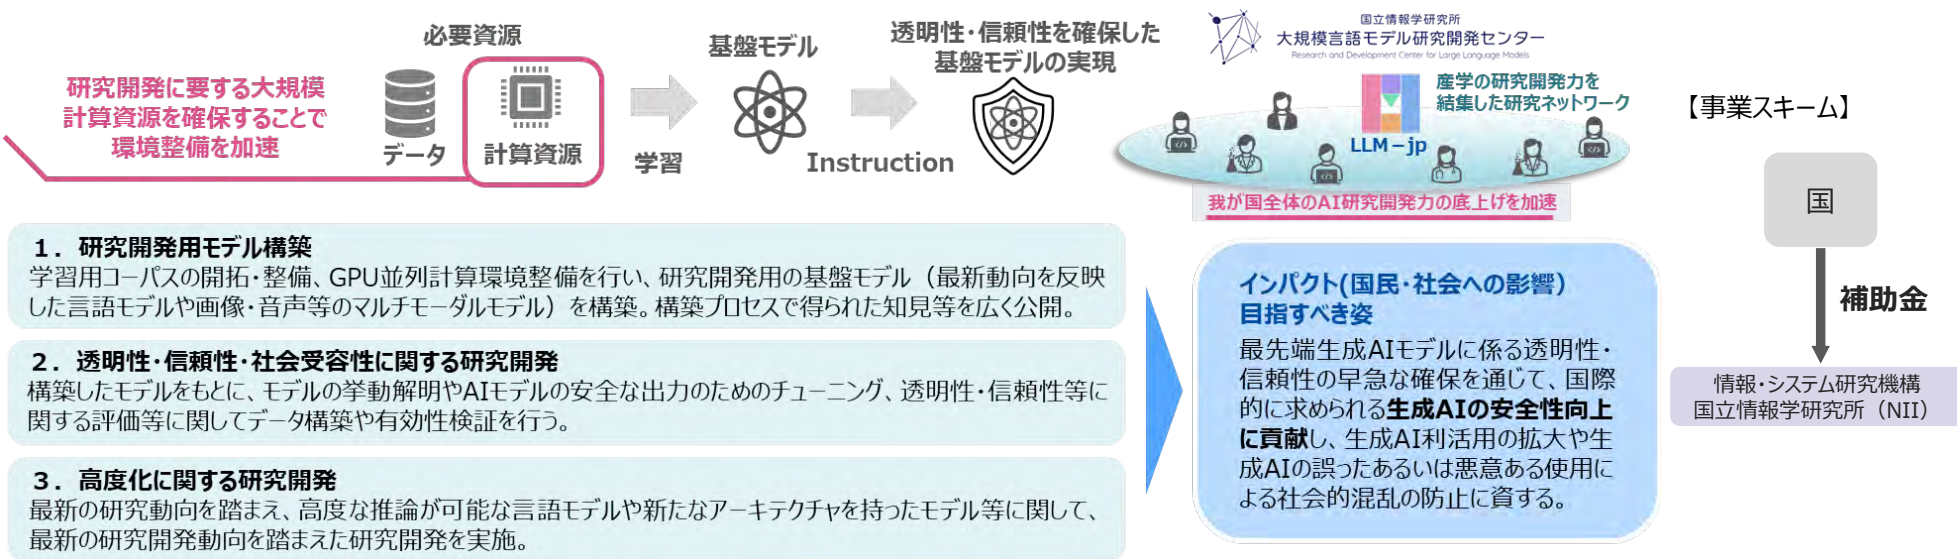 研究開発に要する大規模
計算資源を確保することで
環境整備を加速
必要資源
データ
計算資源
学習
基盤モデル
Instruction
透明性・信頼性を確保した
基盤モデルの実現
国立情報学研究所
大規模言語モデル研究開発センター
Research and Development Center for Large Language Models
産学の研究開発力を
結集した研究ネットワーク
LLM-jp
我が国全体のAI研究開発力の底上げを加速
【事業スキーム】
国
補助金
情報・システム研究機構
国立情報学研究所（NII）
１．研究開発用モデル構築
学習用コーパスの開拓・整備、GPU並列計算環境整備を行い、研究開発用の基盤モデル（最新動向を反映
した言語モデルや画像・音声等のマルチモーダルモデル）を構築。構築プロセスで得られた知見等を広く公開。
２．透明性・信頼性・社会受容性に関する研究開発
構築したモデルをもとに、モデルの挙動解明やAIモデルの安全な出力のためのチューニング、透明性・信頼性等に
関する評価等に関してデータ構築や有効性検証を行う。
３．高度化に関する研究開発
最新の研究動向を踏まえ、高度な推論が可能な言語モデルや新たなアーキテクチャを持ったモデル等に関して、
最新の研究開発動向を踏まえた研究開発を実施。
インパクト(国民・社会への影響)
目指すべき姿
最先端生成AIモデルに係る透明性・
信頼性の早急な確保を通じて、国際
的に求められる生成AIの安全性向上
に貢献し、生成AI利活用の拡大や生
成AIの誤ったあるいは悪意ある使用に
よる社会的混乱の防止に資する。